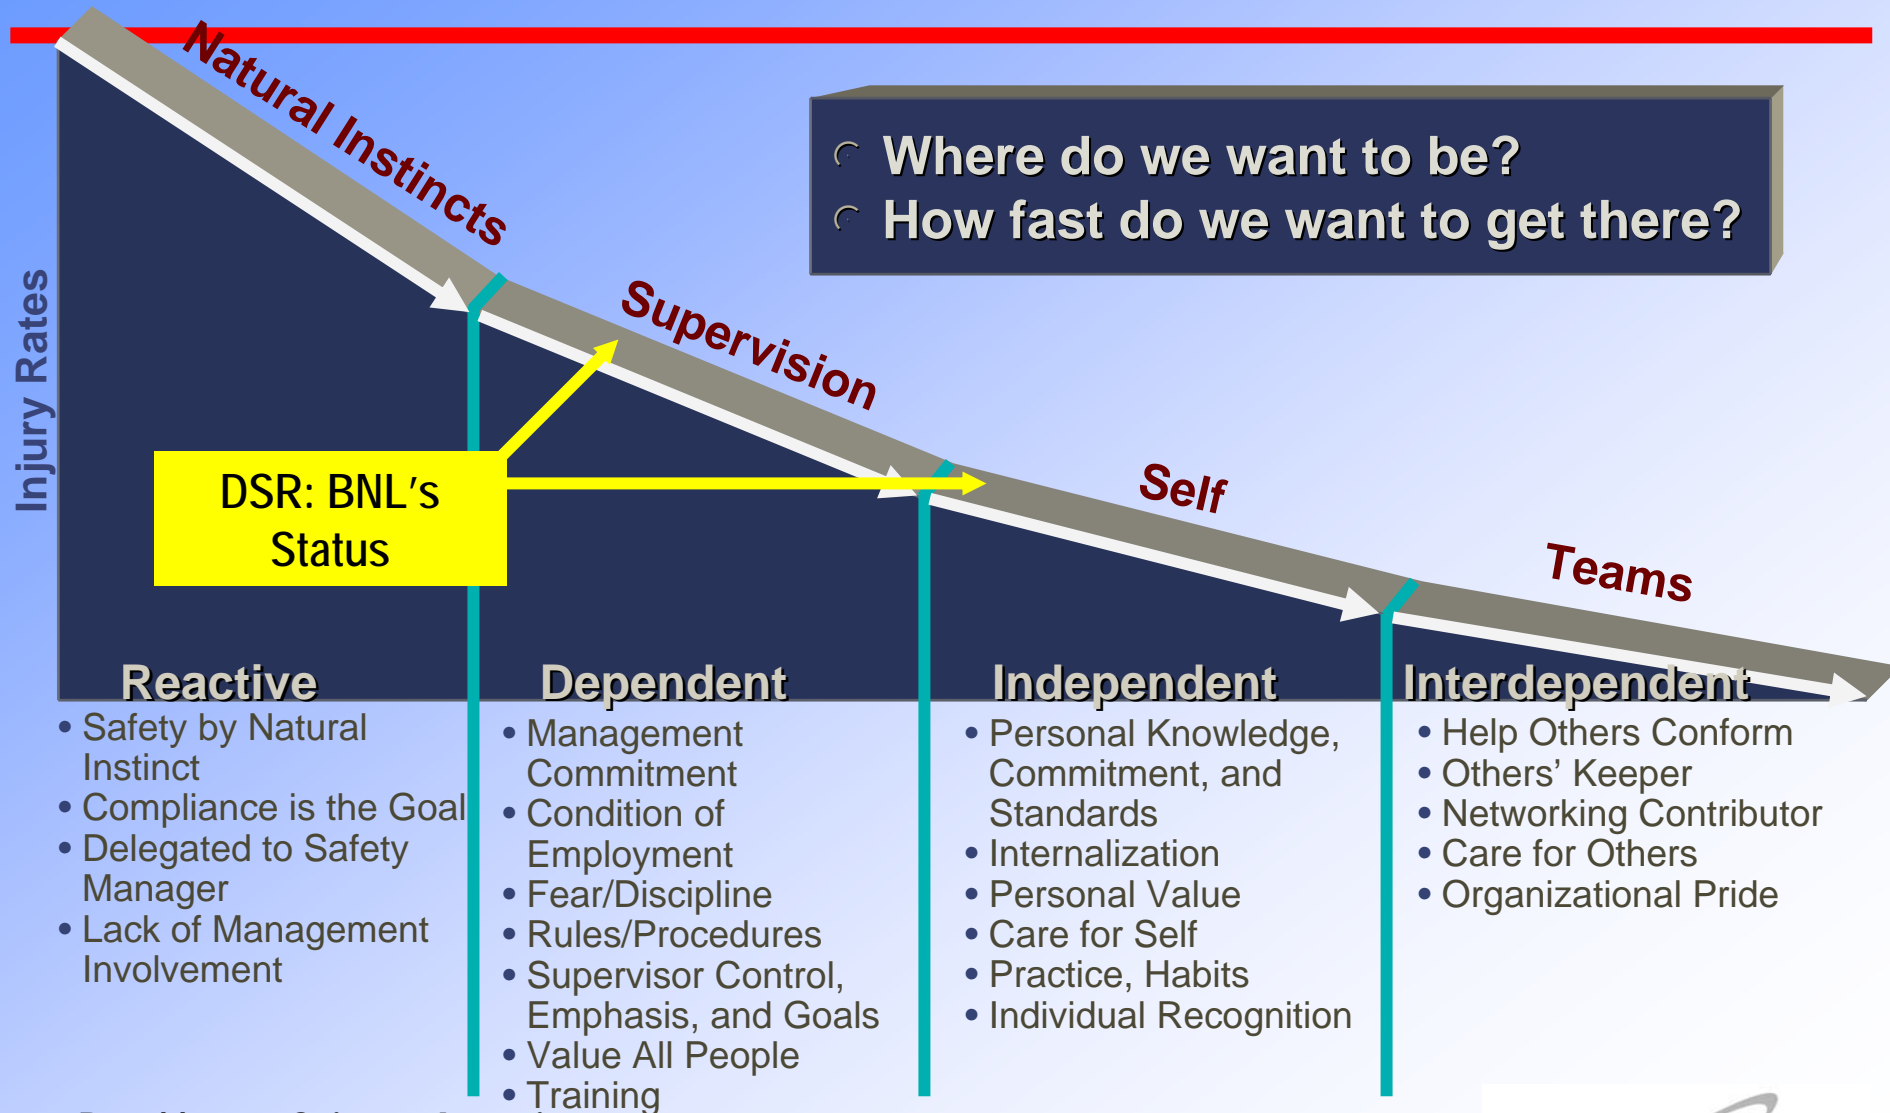 Natural Instincts
• Where do we want to be?
• How fast do we want to get there?
Supervision
Injury Rates
DSR: BNL's
Status
Self
Teams
Reactive
• Safety by Natural
Instinct
• Compliance is the Goal
• Delegated to Safety
Manager
• Lack of Management
Involvement
Dependent
• Management
Commitment
• Condition of
Employment
• Fear/Discipline
• Rules/Procedures
• Supervisor Control,
Emphasis, and Goals
• Value All People
• Training
Independent
• Personal Knowledge,
Commitment, and
Standards
• Internalization
• Personal Value
• Care for Self
• Practice, Habits
• Individual Recognition
Interdependent
• Help Others Conform
• Others’ Keeper
• Networking Contributor
• Care for Others
• Organizational Pride